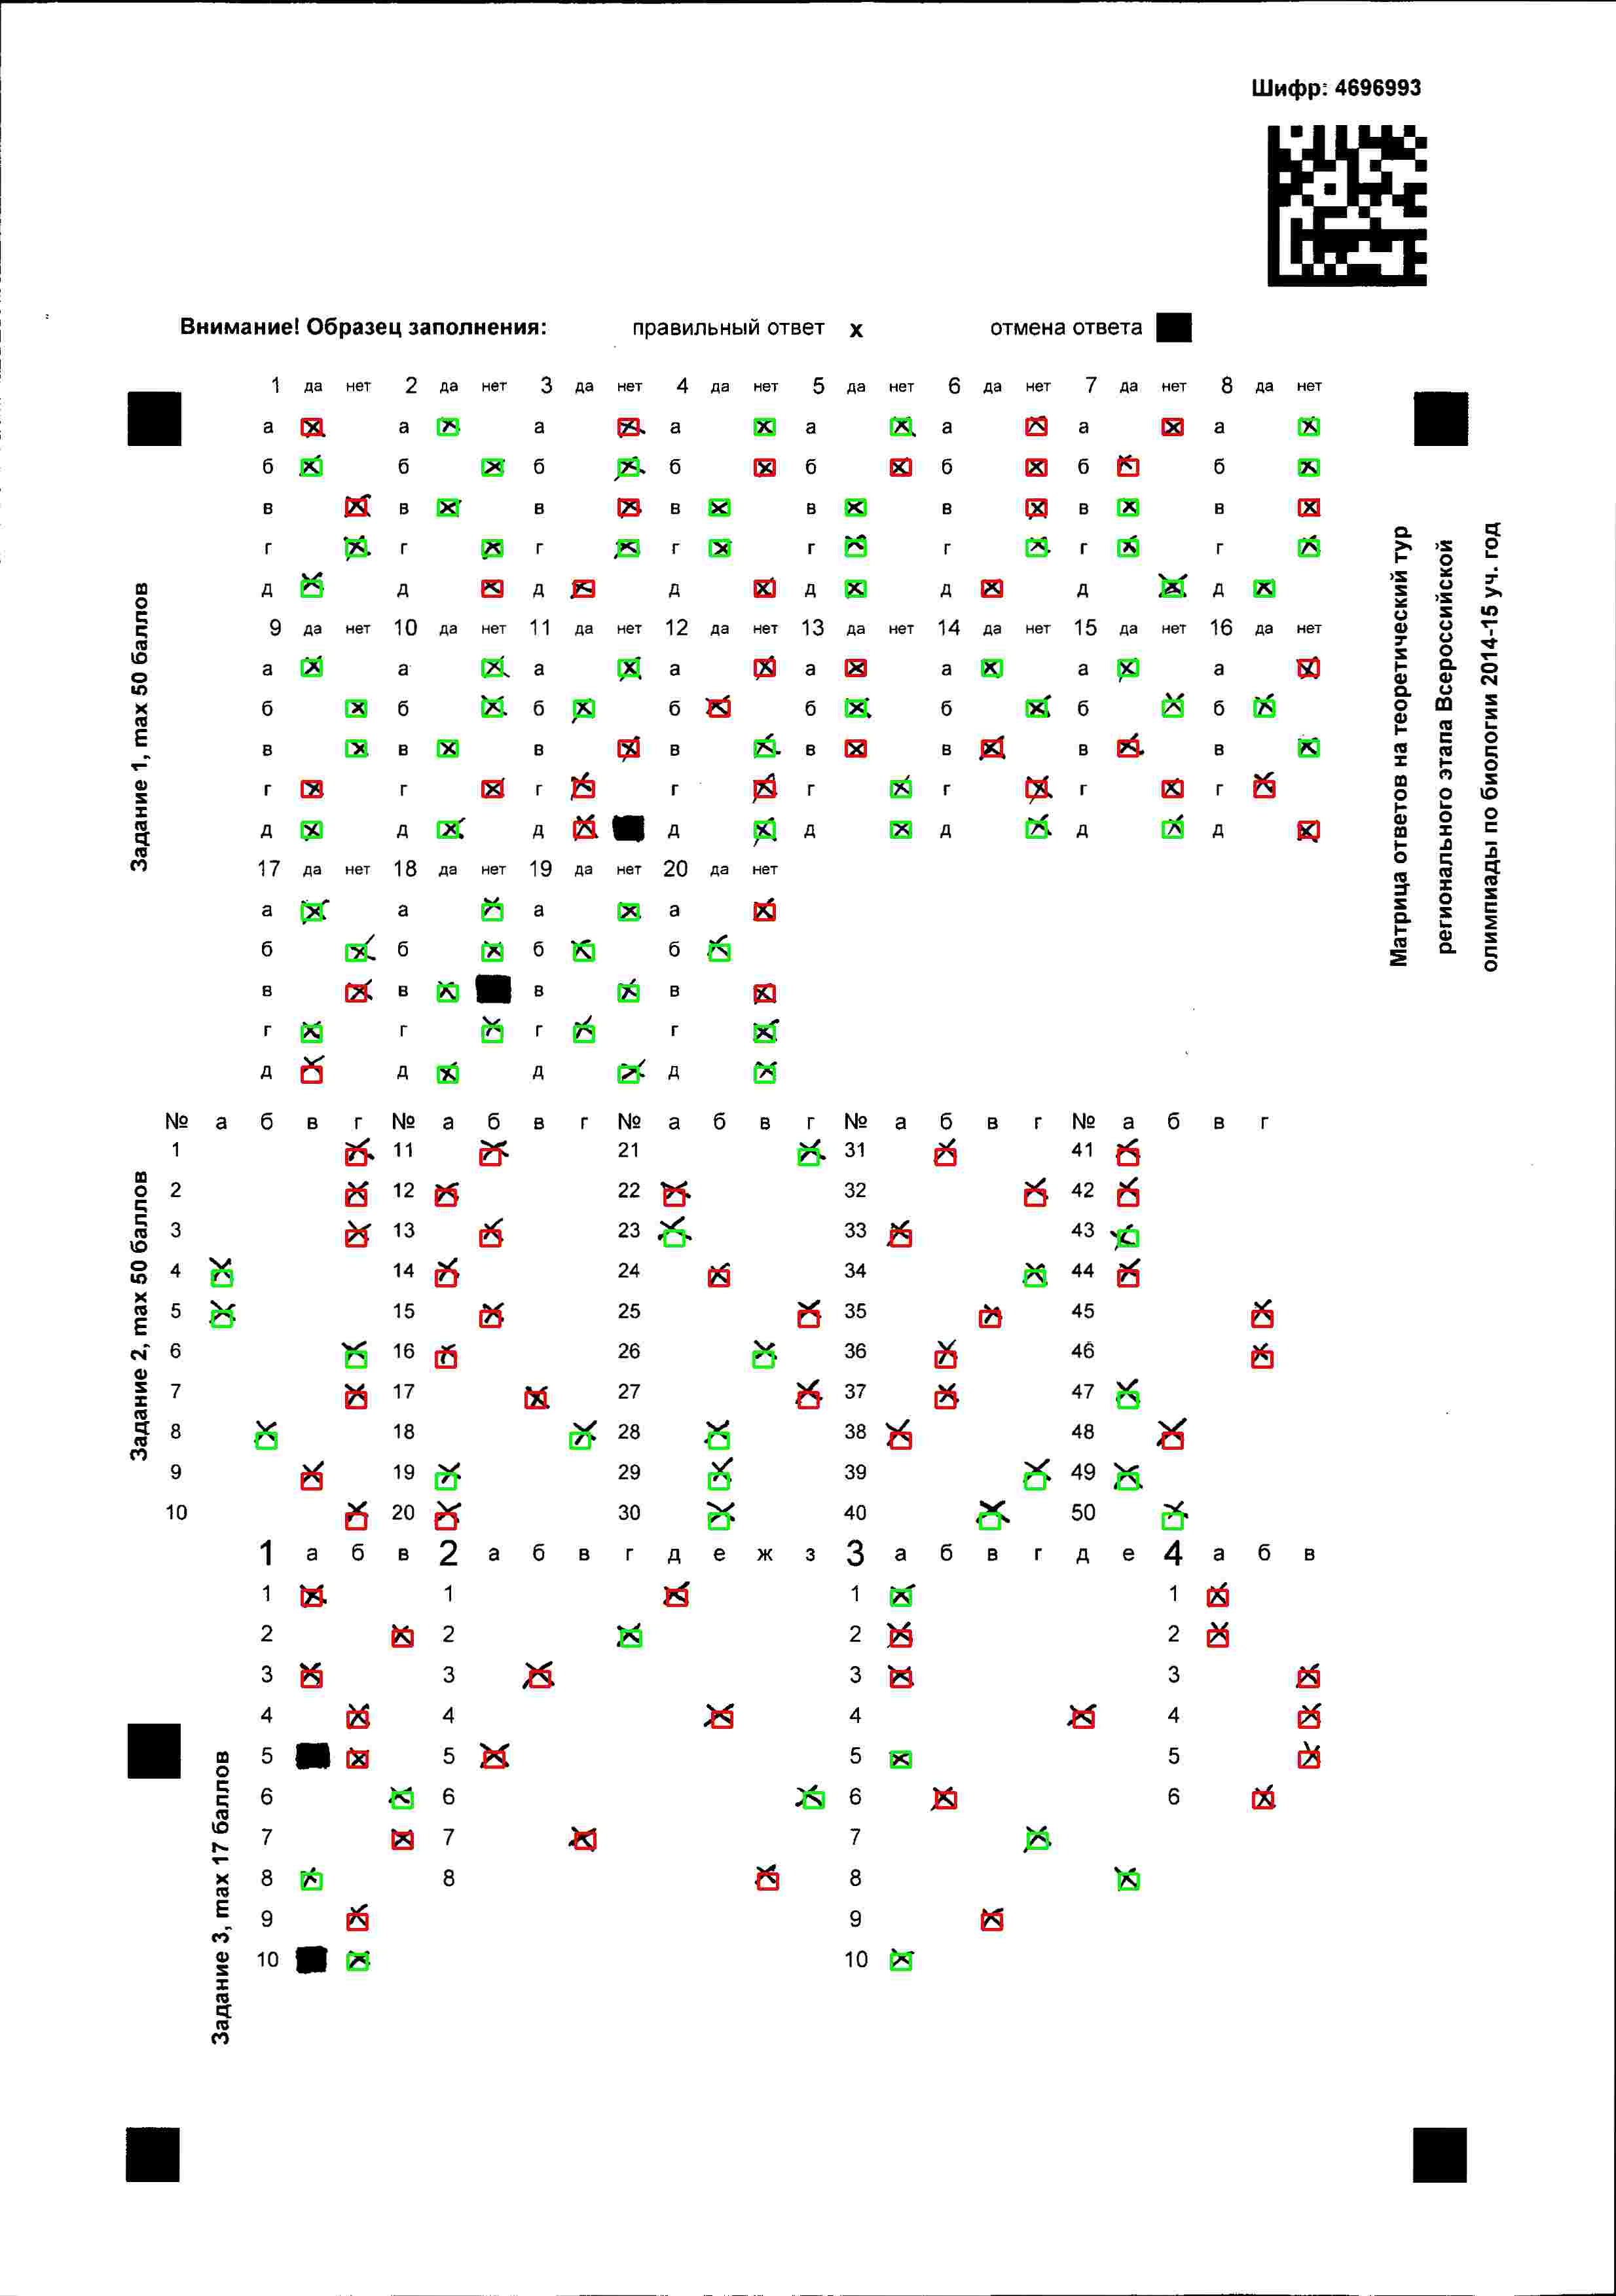 Шифр: 4696993
Внимание! Образец заполнения: правильный ответ x отмена ответа
Задание 1, max 50 баллов
1 да нет 2 да нет 3 да нет 4 да нет 5 да нет 6 да нет 7 да нет 8 да нет
а а а а а а а а
б б б б б б б б
в в в в в в в в
г г г г г г г г
д д д д д д д д
9 да нет 10 да нет 11 да нет 12 да нет 13 да нет 14 да нет 15 да нет 16 да нет
а а а а а а а а
б б б б б б б б
в в в в в в в в
г г г г г г г г
д д д д д д д д
17 да нет 18 да нет 19 да нет 20 да нет
а а а а
б б б б
в в в в
г г г г
д д д д
Матрица ответов на теоретический тур
регионального этапа Всероссийской
олимпиады по биологии 2014-15 уч. год
Задание 2, max 50 баллов
№ а б в г № а б в г № а б в г № а б в г № а б в г
1 11 21 31 41
2 12 22 32 42
3 13 23 33 43
4 14 24 34 44
5 15 25 35 45
6 16 26 36 46
7 17 27 37 47
8 18 28 38 48
9 19 29 39 49
10 20 30 40 50
Задание 3, max 17 баллов
1 а б в 2 а б в г д е ж з 3 а б в г д е 4 а б в
1 1 1 1
2 2 2 2
3 3 3 3
4 4 4 4
5 5 5 5
6 6 6 6
7 7 7
8 8 8
9 9
10 10